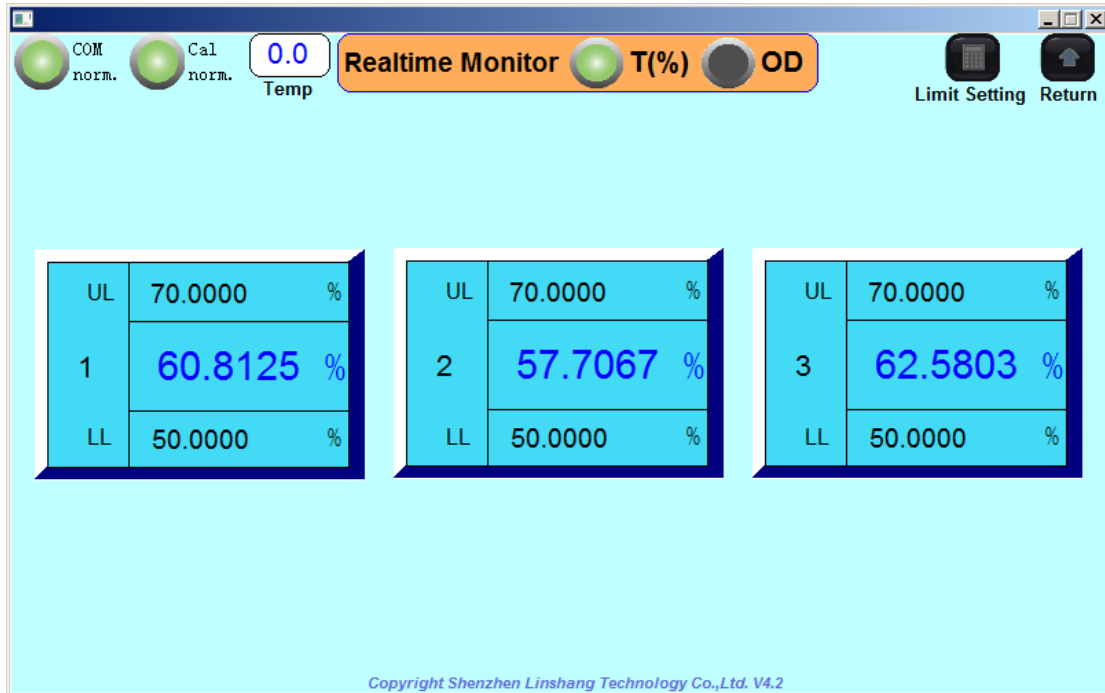 COM norm.
Cal norm.
0.0
Temp
Realtime Monitor T(%) OD
Limit Setting
Return
UL 70.0000 %
1 60.8125 %
LL 50.0000 %
UL 70.0000 %
2 57.7067 %
LL 50.0000 %
UL 70.0000 %
3 62.5803 %
LL 50.0000 %
Copyright Shenzhen Linshang Technology Co.,Ltd. V4.2